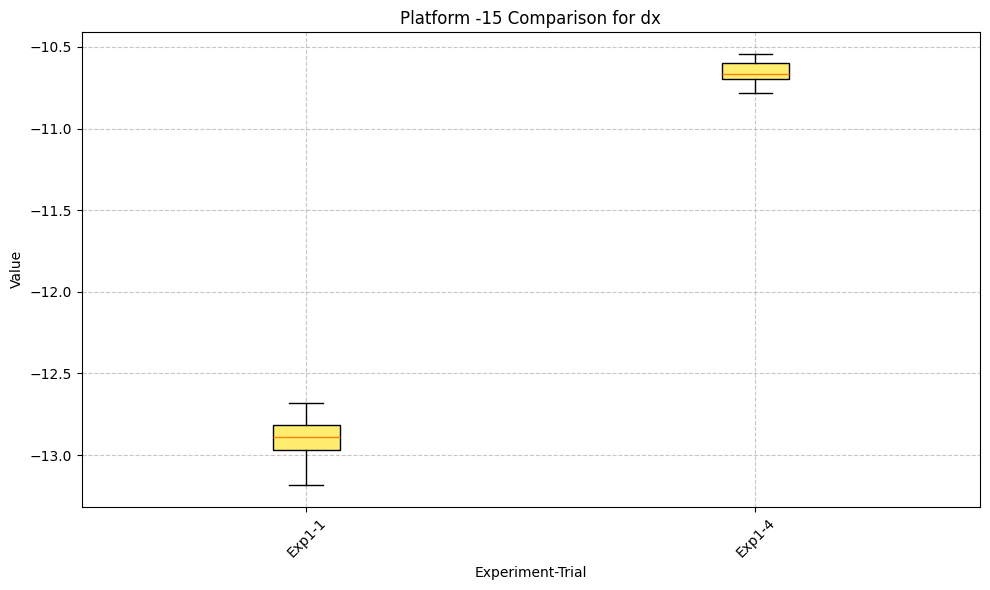 Platform -15 Comparison for dx
−10.5
−11.0
−11.5
−12.0
−12.5
−13.0
Value
Exp1-1
Exp1-4
Experiment-Trial